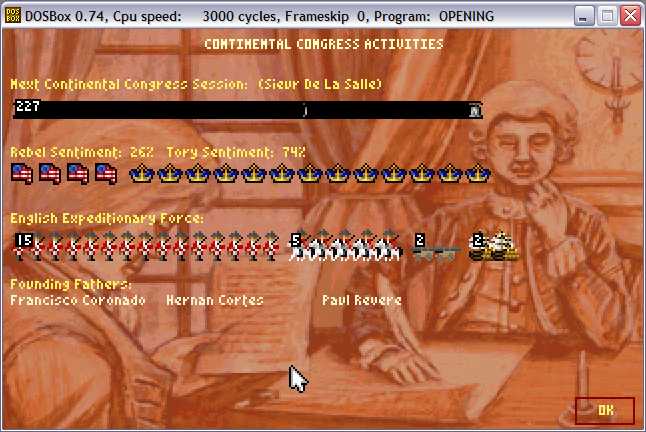 DOSBox 0.74, Cpu speed: 3000 cycles, Frameskip 0, Program: OPENING
CONTINENTAL CONGRESS ACTIVITIES
Next Continental Congress Session: (Sieur De La Salle)
227
Rebel Sentiment: 26% Tory Sentiment: 74%
English Expeditionary Force:
15 5 2 2
Founding Fathers:
Francisco Coronado Hernan Cortes Paul Revere
OK